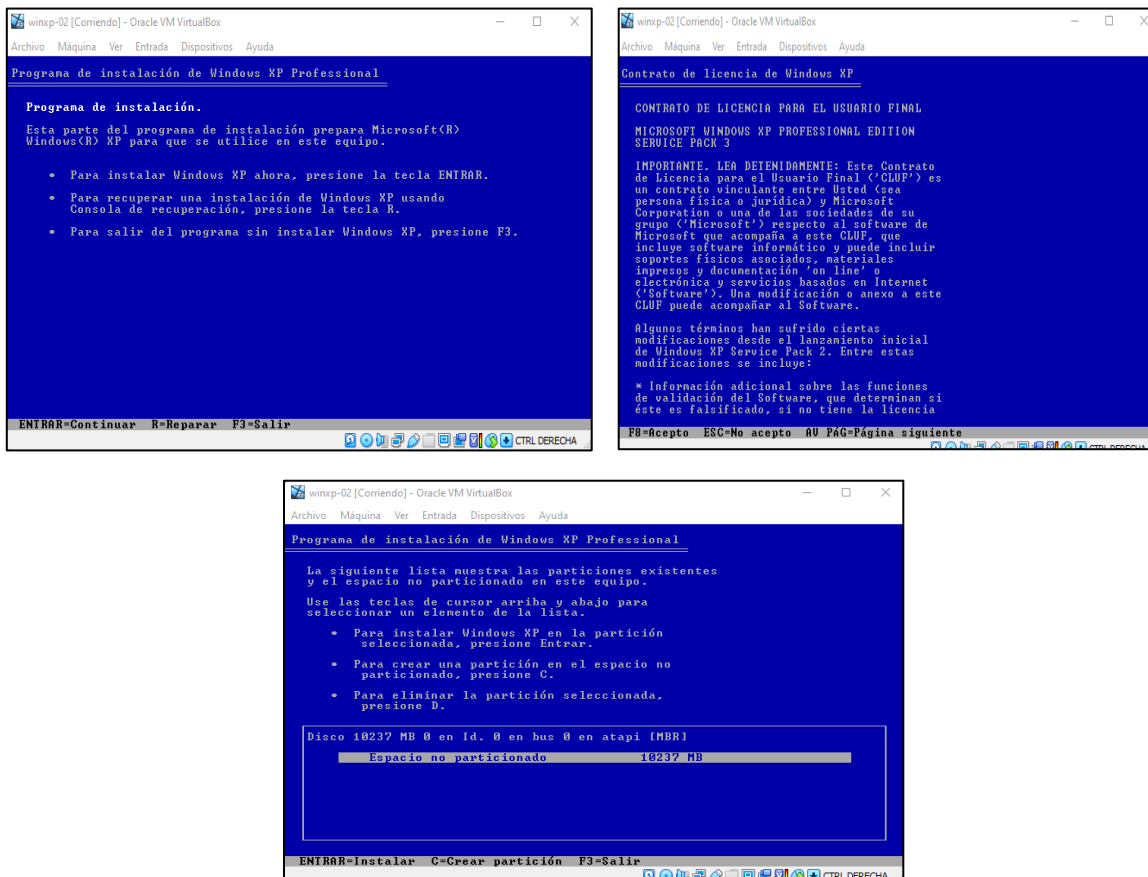 winxp-02 [Corriendo] - Oracle VM VirtualBox
Archivo Máquina Ver Entrada Dispositivos Ayuda
Programa de instalación de Windows XP Professional
Programa de instalación.
Esta parte del programa de instalación prepara Microsoft(R)
Windows(R) XP para que se utilice en este equipo.
• Para instalar Windows XP ahora, presione la tecla ENTRAR.
• Para recuperar una instalación de Windows XP usando
Consola de recuperación, presione la tecla R.
• Para salir del programa sin instalar Windows XP, presione F3.
ENTRAR=Continuar R=Reparar F3=Salir
CTRL DERECHA
winxp-02 [Corriendo] - Oracle VM VirtualBox
Archivo Máquina Ver Entrada Dispositivos Ayuda
Contrato de licencia de Windows XP
CONTRATO DE LICENCIA PARA EL USUARIO FINAL
MICROSOFT WINDOWS XP PROFESSIONAL EDITION
SERVICE PACK 3
IMPORTANTE. LEA DETENIDAMENTE: Este Contrato
de Licencia para el Usuario Final ('CLUF') es
un contrato vinculante entre Usted (sea
persona física o jurídica) y Microsoft
Corporation o una de las sociedades de su
grupo ('Microsoft') respecto al software de
Microsoft que acompaña a este CLUF, que
incluye software informático y puede incluir
soportes físicos asociados, materiales
impresos y documentación 'on line' o
electrónica y servicios basados en Internet
('Software'). Una modificación o anexo a este
CLUF puede acompañar al Software.
Algunos términos han sufrido ciertas
modificaciones desde el lanzamiento inicial
de Windows XP Service Pack 2. Entre estas
modificaciones se incluye:
* Información adicional sobre las funciones
de validación del Software, que determinan si
éste es falsificado, si no tiene la licencia
F8=Acepto ESC=No acepto AV PÁG=Página siguiente
CTRL DERECHA
winxp-02 [Corriendo] - Oracle VM VirtualBox
Archivo Máquina Ver Entrada Dispositivos Ayuda
Programa de instalación de Windows XP Professional
La siguiente lista muestra las particiones existentes
y el espacio no particionado en este equipo.
Use las teclas de cursor arriba y abajo para
seleccionar un elemento de la lista.
• Para instalar Windows XP en la partición
seleccionada, presione Entrar.
• Para crear una partición en el espacio no
particionado, presione C.
• Para eliminar la partición seleccionada,
presione D.
Disco 10237 MB 0 en Id. 0 en bus 0 en atapi [MBR]
Espacio no particionado 10237 MB
ENTRAR=Instalar C=Crear partición F3=Salir
CTRL DERECHA